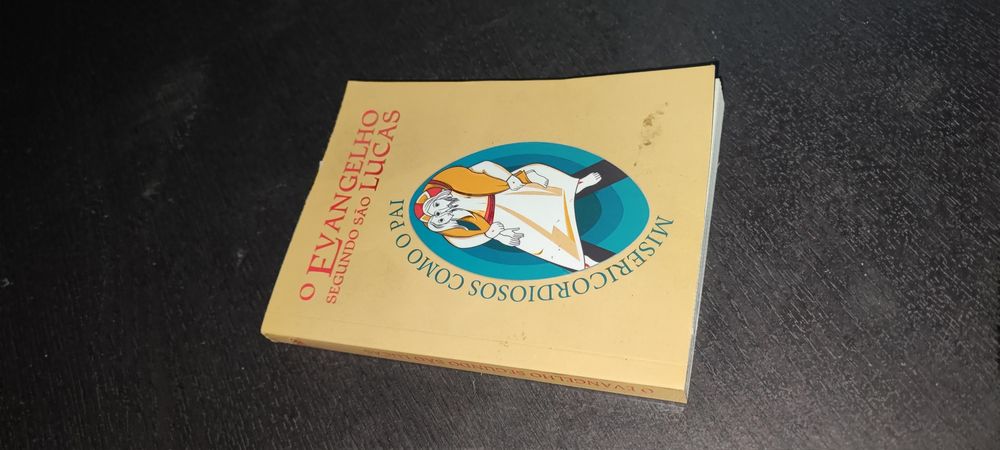 O EVANGELHO
SEGUNDO SÃO LUCAS
MISERICORDIOSOS COMO O PAI
O EVANGELHO SEGUNDO SÃO LUCAS